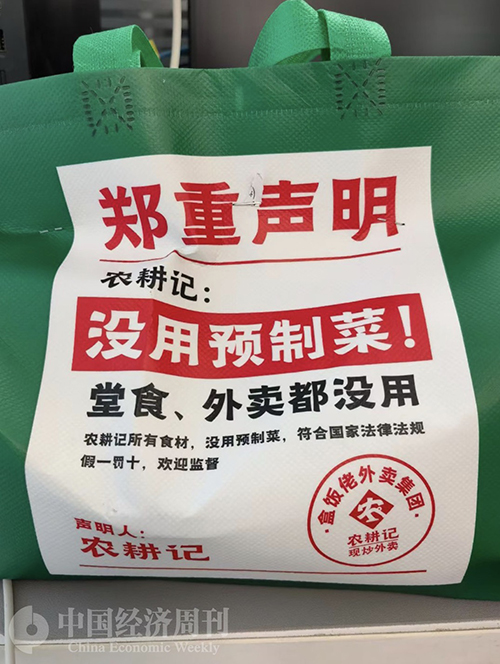 郑重声明
农耕记：
没用预制菜！
堂食、外卖都没用
农耕记所有食材，没用预制菜，符合国家法律法规
假一罚十，欢迎监督
声明人：
农耕记
·盒饭佬外卖集团·
农
农耕记
现炒外卖
中国经济周刊
China Economic Weekly